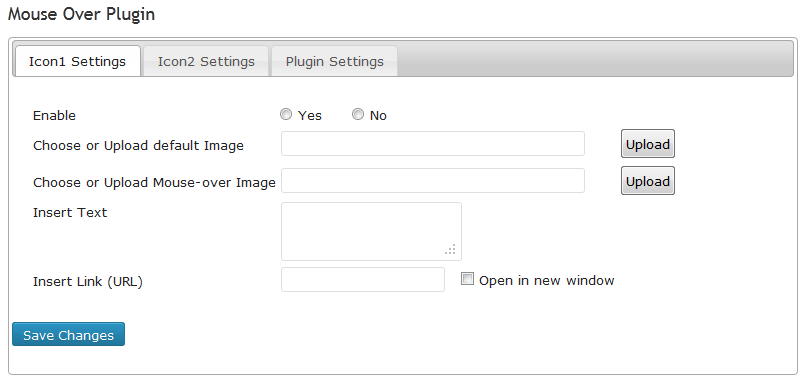 Mouse Over Plugin
Icon1 Settings Icon2 Settings Plugin Settings
Enable Yes No
Choose or Upload default Image Upload
Choose or Upload Mouse-over Image Upload
Insert Text
Insert Link (URL) Open in new window
Save Changes